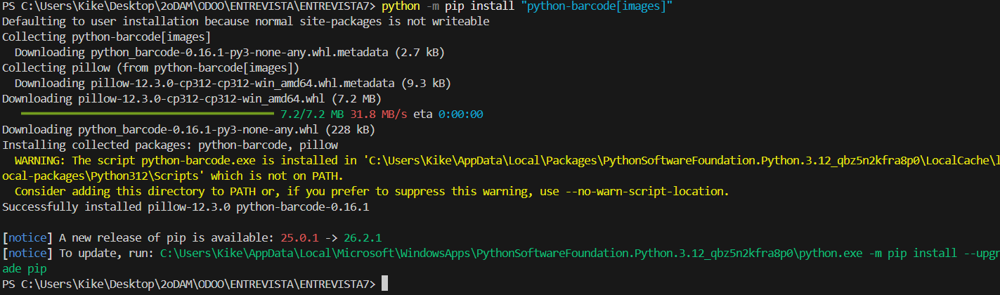 PS C:\Users\Kike\Desktop\2oDAM\ODOO\ENTREVISTA\ENTREVISTA7> python -m pip install "python-barcode[images]"
Defaulting to user installation because normal site-packages is not writeable
Collecting python-barcode[images]
  Downloading python_barcode-0.16.1-py3-none-any.whl.metadata (2.7 kB)
Collecting pillow (from python-barcode[images])
  Downloading pillow-12.3.0-cp312-cp312-win_amd64.whl.metadata (9.3 kB)
Downloading pillow-12.3.0-cp312-cp312-win_amd64.whl (7.2 MB)
   7.2/7.2 MB 31.8 MB/s eta 0:00:00
Downloading python_barcode-0.16.1-py3-none-any.whl (228 kB)
Installing collected packages: python-barcode, pillow
  WARNING: The script python-barcode.exe is installed in 'C:\Users\Kike\AppData\Local\Packages\PythonSoftwareFoundation.Python.3.12_qbz5n2kfra8p0\LocalCache\l
ocal-packages\Python312\Scripts' which is not on PATH.
  Consider adding this directory to PATH or, if you prefer to suppress this warning, use --no-warn-script-location.
Successfully installed pillow-12.3.0 python-barcode-0.16.1
[notice] A new release of pip is available: 25.0.1 -> 26.2.1
[notice] To update, run: C:\Users\Kike\AppData\Local\Microsoft\WindowsApps\PythonSoftwareFoundation.Python.3.12_qbz5n2kfra8p0\python.exe -m pip install --upgr
ade pip
PS C:\Users\Kike\Desktop\2oDAM\ODOO\ENTREVISTA\ENTREVISTA7>